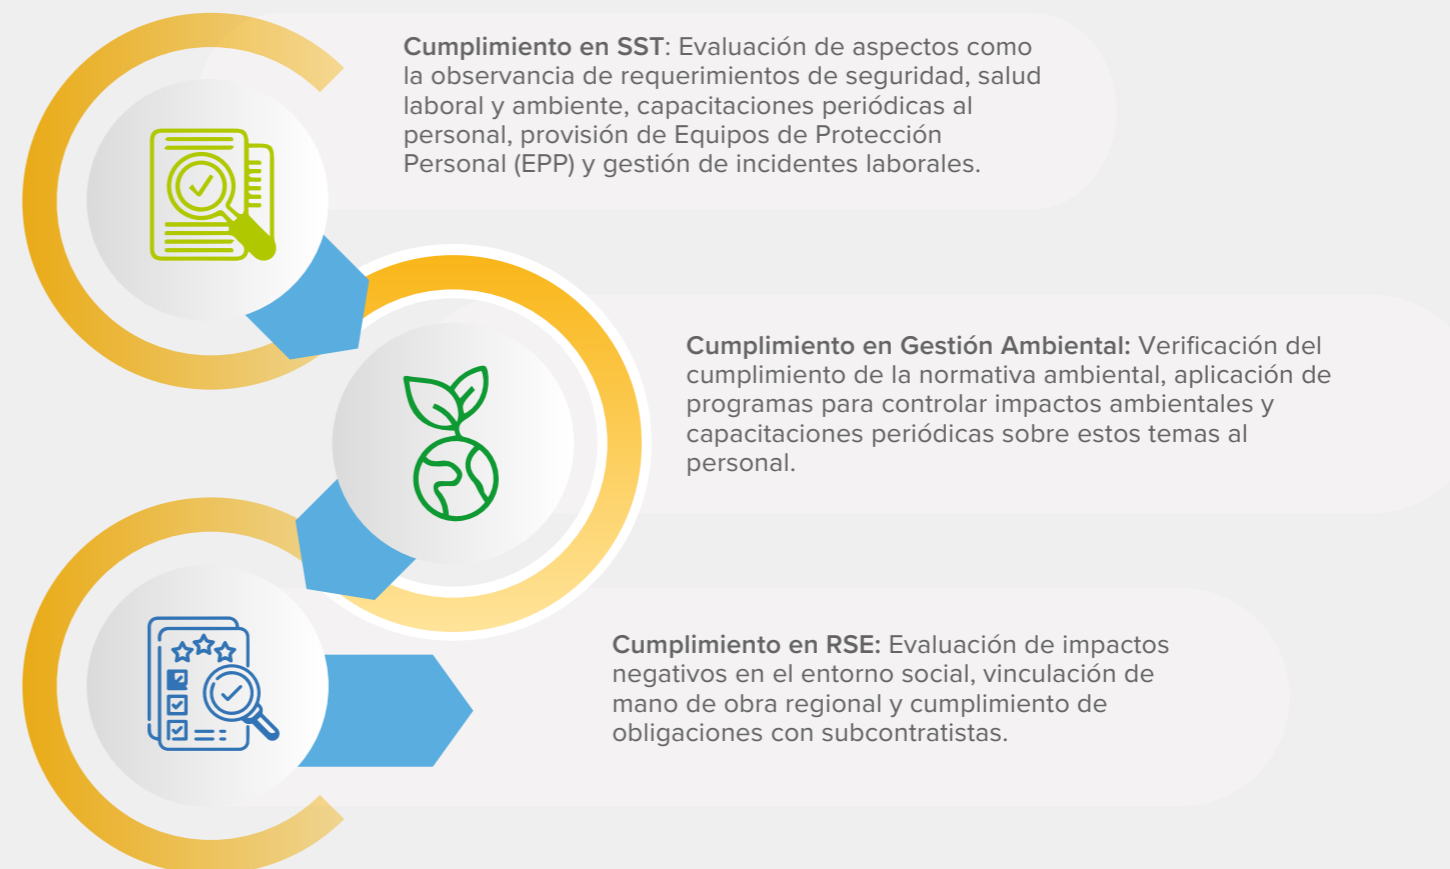 Cumplimiento en SST: Evaluación de aspectos como
la observancia de requerimientos de seguridad, salud
laboral y ambiente, capacitaciones periódicas al
personal, provisión de Equipos de Protección
Personal (EPP) y gestión de incidentes laborales.
Cumplimiento en Gestión Ambiental: Verificación del
cumplimiento de la normativa ambiental, aplicación de
programas para controlar impactos ambientales y
capacitaciones periódicas sobre estos temas al
personal.
Cumplimiento en RSE: Evaluación de impactos
negativos en el entorno social, vinculación de
mano de obra regional y cumplimiento de
obligaciones con subcontratistas.